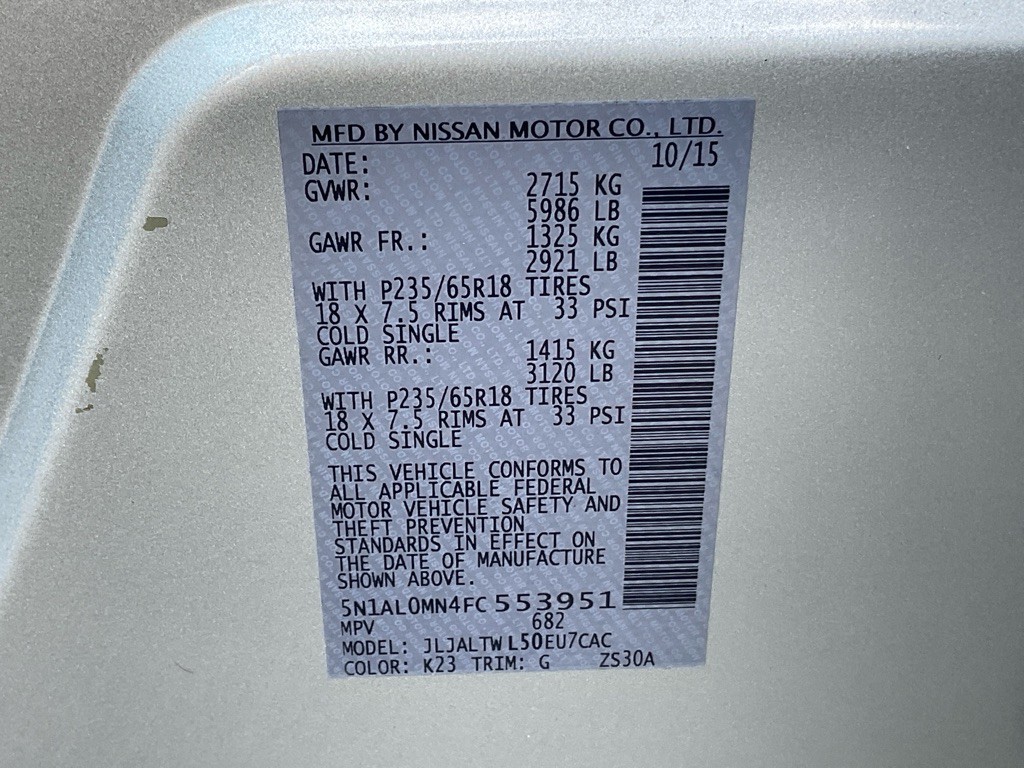 MFD BY NISSAN MOTOR CO., LTD.
DATE: 10/15
GVWR: 2715 KG
5986 LB
GAWR FR.: 1325 KG
2921 LB
WITH P235/65R18 TIRES
18 X 7.5 RIMS AT 33 PSI
COLD SINGLE
GAWR RR.: 1415 KG
3120 LB
WITH P235/65R18 TIRES
18 X 7.5 RIMS AT 33 PSI
COLD SINGLE
THIS VEHICLE CONFORMS TO
ALL APPLICABLE FEDERAL
MOTOR VEHICLE SAFETY AND
THEFT PREVENTION
STANDARDS IN EFFECT ON
THE DATE OF MANUFACTURE
SHOWN ABOVE.
5N1AL0MN4FC553951
MPV 682
MODEL: JLJALTWL50EU7CAC
COLOR: K23 TRIM: G ZS30A